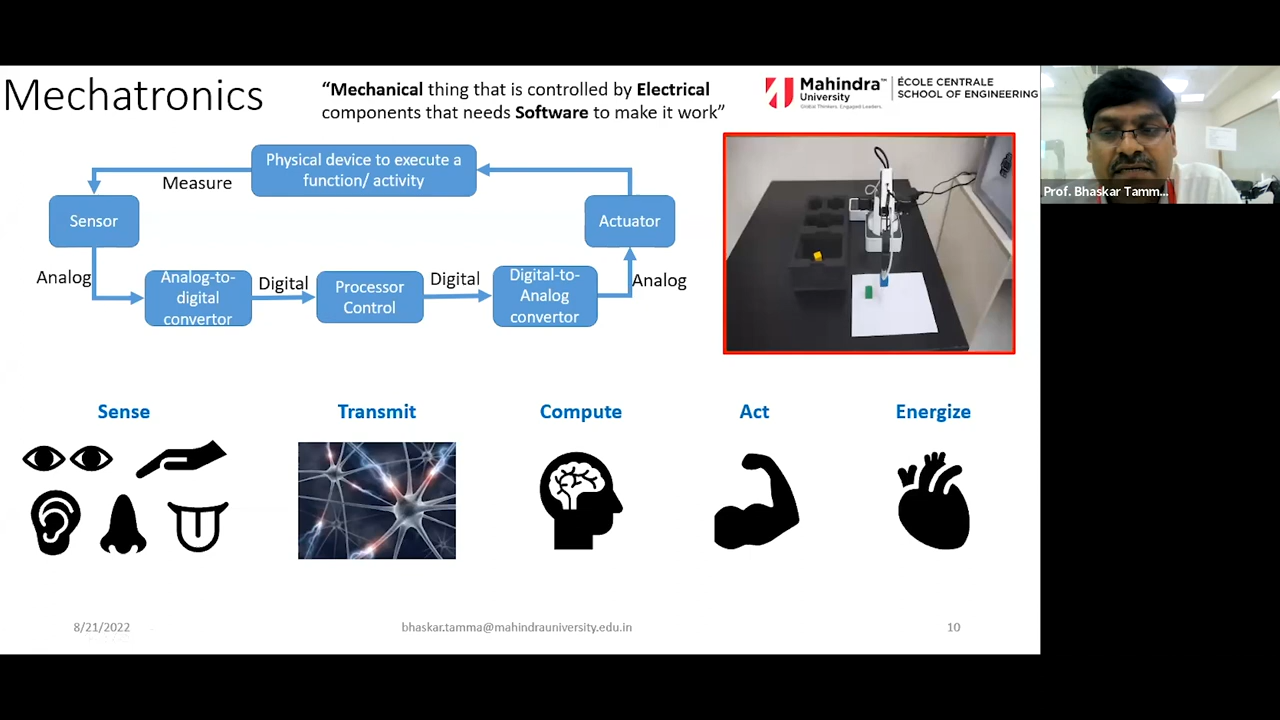 Mechatronics
“Mechanical thing that is controlled by Electrical
components that needs Software to make it work”
Mahindra™
University
Global Thinkers. Engaged Leaders.
ÉCOLE CENTRALE
SCHOOL OF ENGINEERING
Physical device to execute a
function/ activity
Measure
Sensor
Actuator
Analog
Analog-to-
digital
convertor
Digital
Processor
Control
Digital
Digital-to-
Analog
convertor
Analog
Prof. Bhaskar Tamm...
Sense
Transmit
Compute
Act
Energize
8/21/2022
bhaskar.tamma@mahindrauniversity.edu.in
10